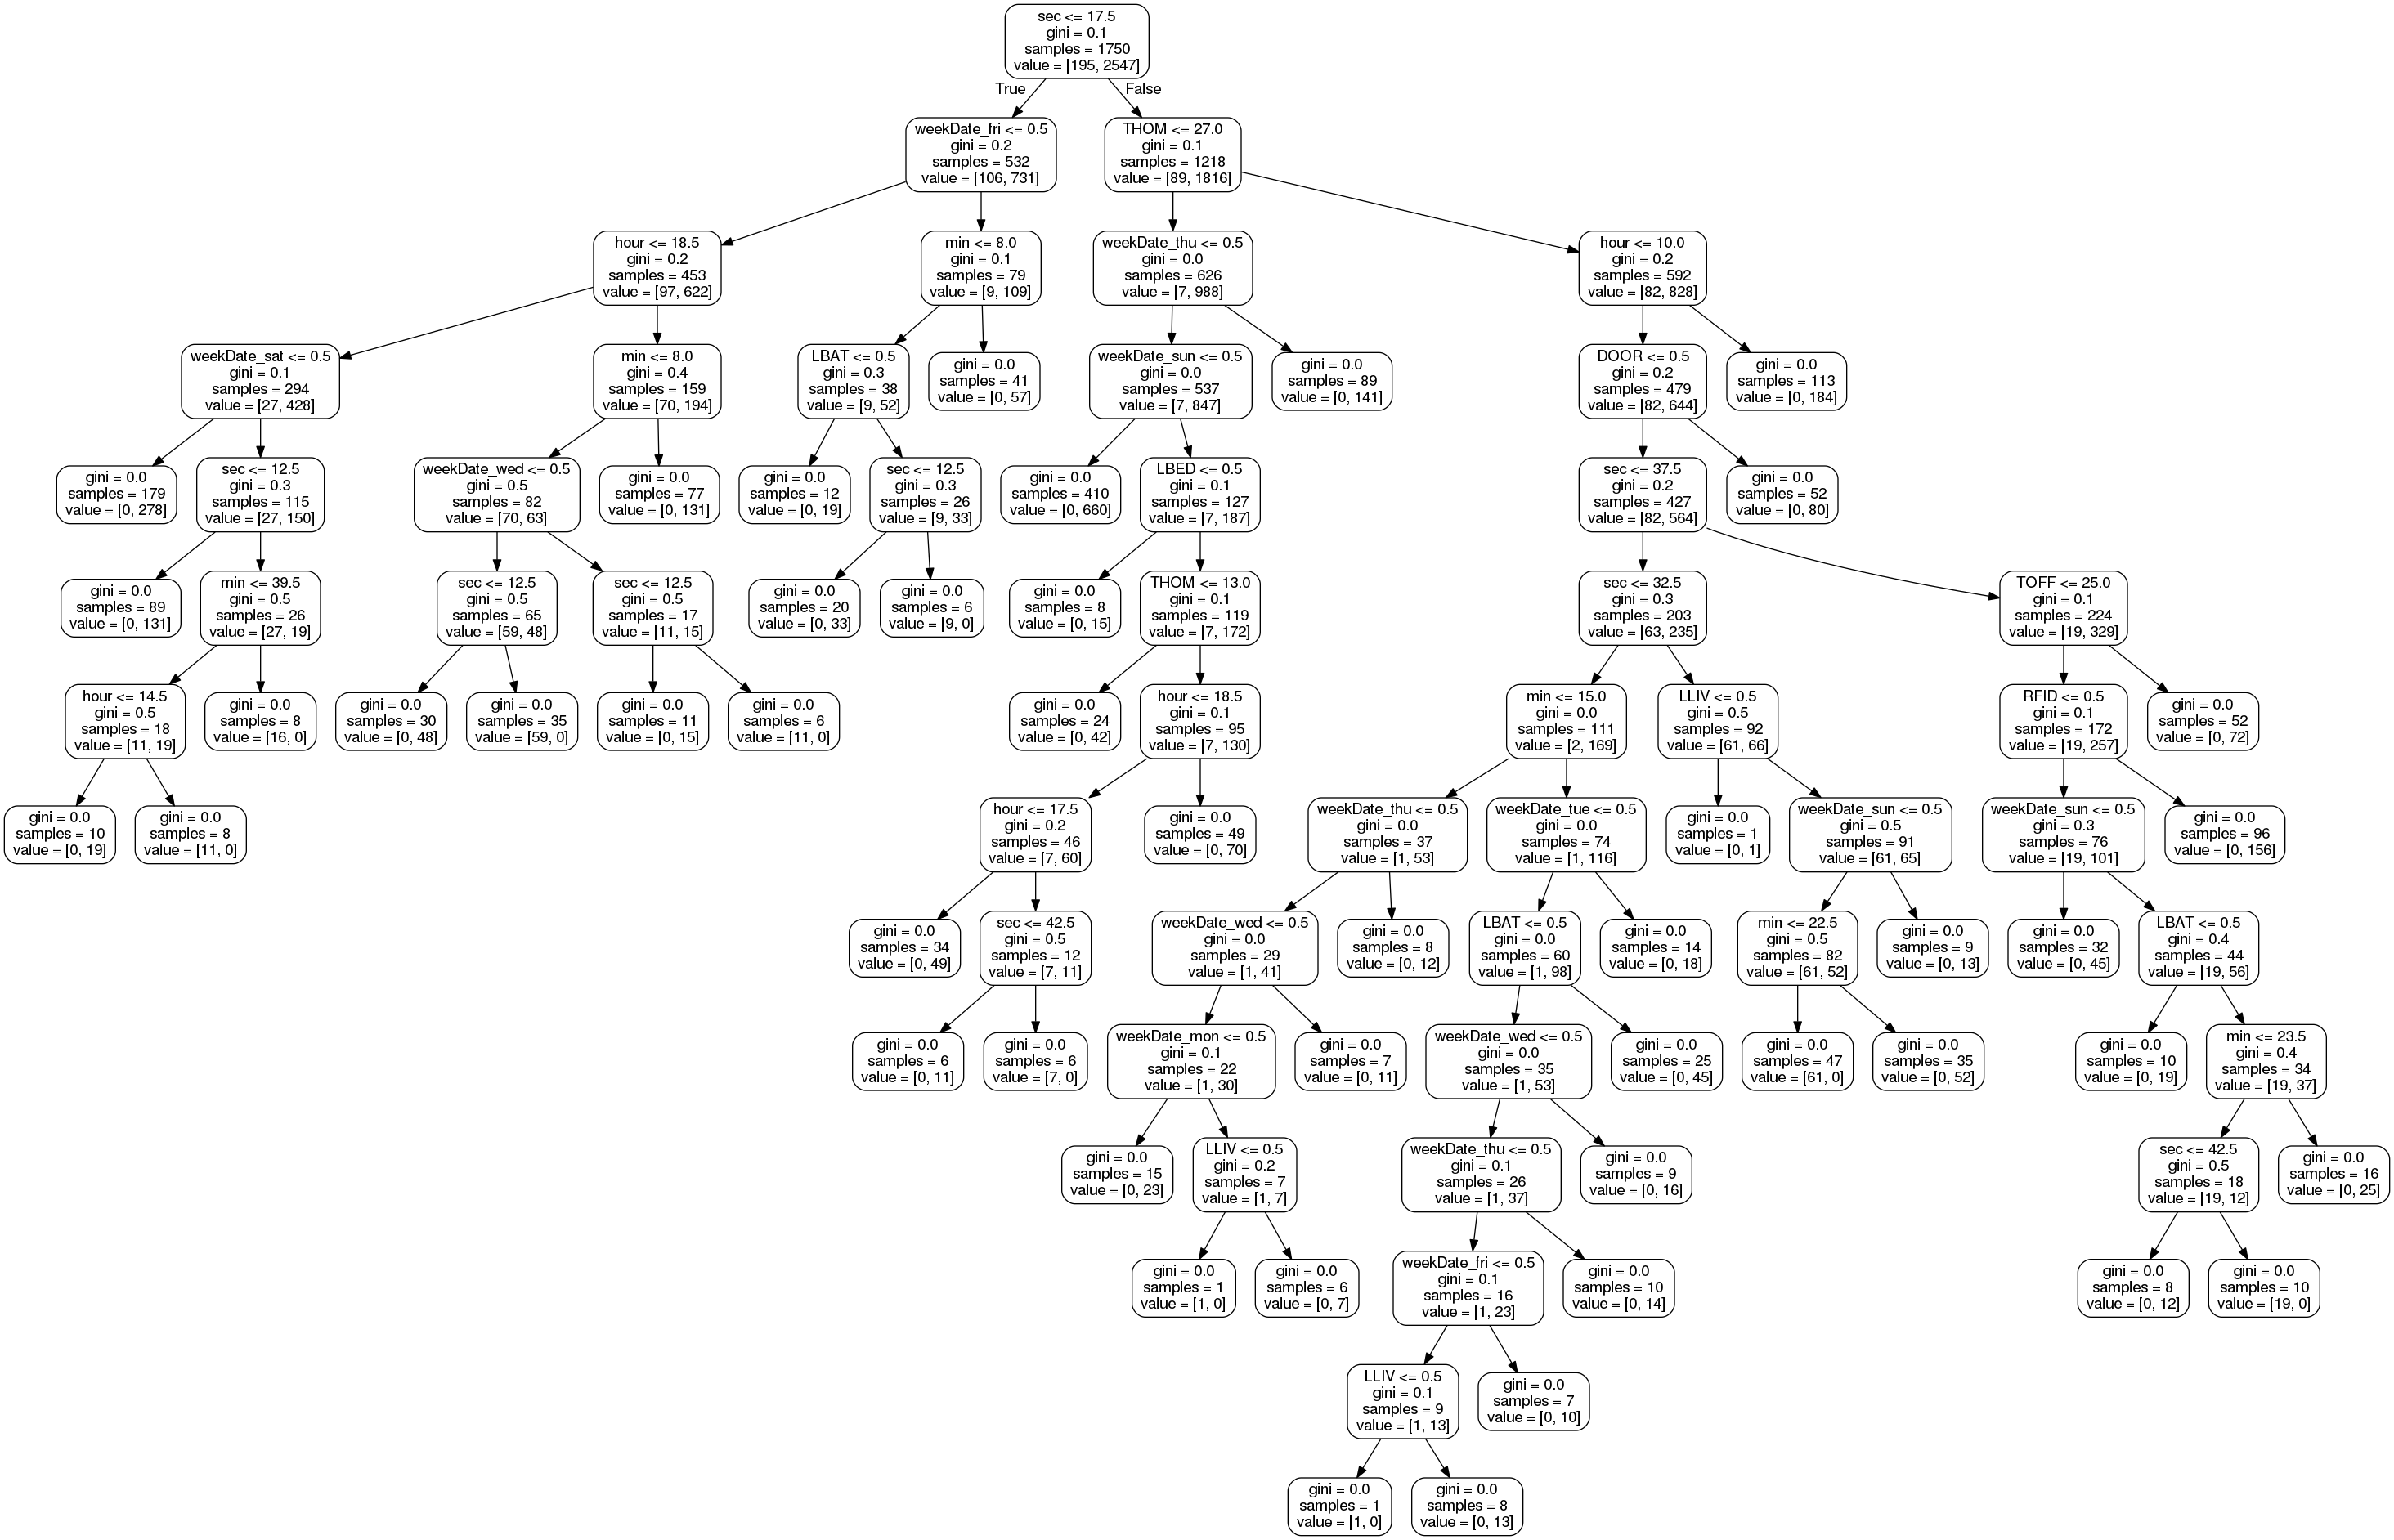 sec <= 17.5
gini = 0.1
samples = 1750
value = [195, 2547]
True
False
weekDate_fri <= 0.5
gini = 0.2
samples = 532
value = [106, 731]
THOM <= 27.0
gini = 0.1
samples = 1218
value = [89, 1816]
hour <= 18.5
gini = 0.2
samples = 453
value = [97, 622]
min <= 8.0
gini = 0.1
samples = 79
value = [9, 109]
weekDate_thu <= 0.5
gini = 0.0
samples = 626
value = [7, 988]
hour <= 10.0
gini = 0.2
samples = 592
value = [82, 828]
weekDate_sat <= 0.5
gini = 0.1
samples = 294
value = [27, 428]
min <= 8.0
gini = 0.4
samples = 159
value = [70, 194]
LBAT <= 0.5
gini = 0.3
samples = 38
value = [9, 52]
gini = 0.0
samples = 41
value = [0, 57]
weekDate_sun <= 0.5
gini = 0.0
samples = 537
value = [7, 847]
gini = 0.0
samples = 89
value = [0, 141]
DOOR <= 0.5
gini = 0.2
samples = 479
value = [82, 644]
gini = 0.0
samples = 113
value = [0, 184]
gini = 0.0
samples = 179
value = [0, 278]
sec <= 12.5
gini = 0.3
samples = 115
value = [27, 150]
weekDate_wed <= 0.5
gini = 0.5
samples = 82
value = [70, 63]
gini = 0.0
samples = 77
value = [0, 131]
gini = 0.0
samples = 12
value = [0, 19]
sec <= 12.5
gini = 0.3
samples = 26
value = [9, 33]
gini = 0.0
samples = 410
value = [0, 660]
LBED <= 0.5
gini = 0.1
samples = 127
value = [7, 187]
sec <= 37.5
gini = 0.2
samples = 427
value = [82, 564]
gini = 0.0
samples = 52
value = [0, 80]
gini = 0.0
samples = 89
value = [0, 131]
min <= 39.5
gini = 0.5
samples = 26
value = [27, 19]
sec <= 12.5
gini = 0.5
samples = 65
value = [59, 48]
sec <= 12.5
gini = 0.5
samples = 17
value = [11, 15]
gini = 0.0
samples = 20
value = [0, 33]
gini = 0.0
samples = 6
value = [9, 0]
gini = 0.0
samples = 8
value = [0, 15]
THOM <= 13.0
gini = 0.1
samples = 119
value = [7, 172]
sec <= 32.5
gini = 0.3
samples = 203
value = [63, 235]
TOFF <= 25.0
gini = 0.1
samples = 224
value = [19, 329]
hour <= 14.5
gini = 0.5
samples = 18
value = [11, 19]
gini = 0.0
samples = 8
value = [16, 0]
gini = 0.0
samples = 30
value = [0, 48]
gini = 0.0
samples = 35
value = [59, 0]
gini = 0.0
samples = 11
value = [0, 15]
gini = 0.0
samples = 6
value = [11, 0]
gini = 0.0
samples = 24
value = [0, 42]
hour <= 18.5
gini = 0.1
samples = 95
value = [7, 130]
min <= 15.0
gini = 0.0
samples = 111
value = [2, 169]
LLIV <= 0.5
gini = 0.5
samples = 92
value = [61, 66]
RFID <= 0.5
gini = 0.1
samples = 172
value = [19, 257]
gini = 0.0
samples = 52
value = [0, 72]
gini = 0.0
samples = 10
value = [0, 19]
gini = 0.0
samples = 8
value = [11, 0]
hour <= 17.5
gini = 0.2
samples = 46
value = [7, 60]
gini = 0.0
samples = 49
value = [0, 70]
weekDate_thu <= 0.5
gini = 0.0
samples = 37
value = [1, 53]
weekDate_tue <= 0.5
gini = 0.0
samples = 74
value = [1, 116]
gini = 0.0
samples = 1
value = [0, 1]
weekDate_sun <= 0.5
gini = 0.5
samples = 91
value = [61, 65]
weekDate_sun <= 0.5
gini = 0.3
samples = 76
value = [19, 101]
gini = 0.0
samples = 96
value = [0, 156]
gini = 0.0
samples = 34
value = [0, 49]
sec <= 42.5
gini = 0.5
samples = 12
value = [7, 11]
weekDate_wed <= 0.5
gini = 0.0
samples = 29
value = [1, 41]
gini = 0.0
samples = 8
value = [0, 12]
LBAT <= 0.5
gini = 0.0
samples = 60
value = [1, 98]
gini = 0.0
samples = 14
value = [0, 18]
min <= 22.5
gini = 0.5
samples = 82
value = [61, 52]
gini = 0.0
samples = 9
value = [0, 13]
gini = 0.0
samples = 32
value = [0, 45]
LBAT <= 0.5
gini = 0.4
samples = 44
value = [19, 56]
gini = 0.0
samples = 6
value = [0, 11]
gini = 0.0
samples = 6
value = [7, 0]
weekDate_mon <= 0.5
gini = 0.1
samples = 22
value = [1, 30]
gini = 0.0
samples = 7
value = [0, 11]
weekDate_wed <= 0.5
gini = 0.0
samples = 35
value = [1, 53]
gini = 0.0
samples = 25
value = [0, 45]
gini = 0.0
samples = 47
value = [61, 0]
gini = 0.0
samples = 35
value = [0, 52]
gini = 0.0
samples = 10
value = [0, 19]
min <= 23.5
gini = 0.4
samples = 34
value = [19, 37]
gini = 0.0
samples = 15
value = [0, 23]
LLIV <= 0.5
gini = 0.2
samples = 7
value = [1, 7]
weekDate_thu <= 0.5
gini = 0.1
samples = 26
value = [1, 37]
gini = 0.0
samples = 9
value = [0, 16]
sec <= 42.5
gini = 0.5
samples = 18
value = [19, 12]
gini = 0.0
samples = 16
value = [0, 25]
gini = 0.0
samples = 1
value = [1, 0]
gini = 0.0
samples = 6
value = [0, 7]
weekDate_fri <= 0.5
gini = 0.1
samples = 16
value = [1, 23]
gini = 0.0
samples = 10
value = [0, 14]
gini = 0.0
samples = 8
value = [0, 12]
gini = 0.0
samples = 10
value = [19, 0]
LLIV <= 0.5
gini = 0.1
samples = 9
value = [1, 13]
gini = 0.0
samples = 7
value = [0, 10]
gini = 0.0
samples = 1
value = [1, 0]
gini = 0.0
samples = 8
value = [0, 13]